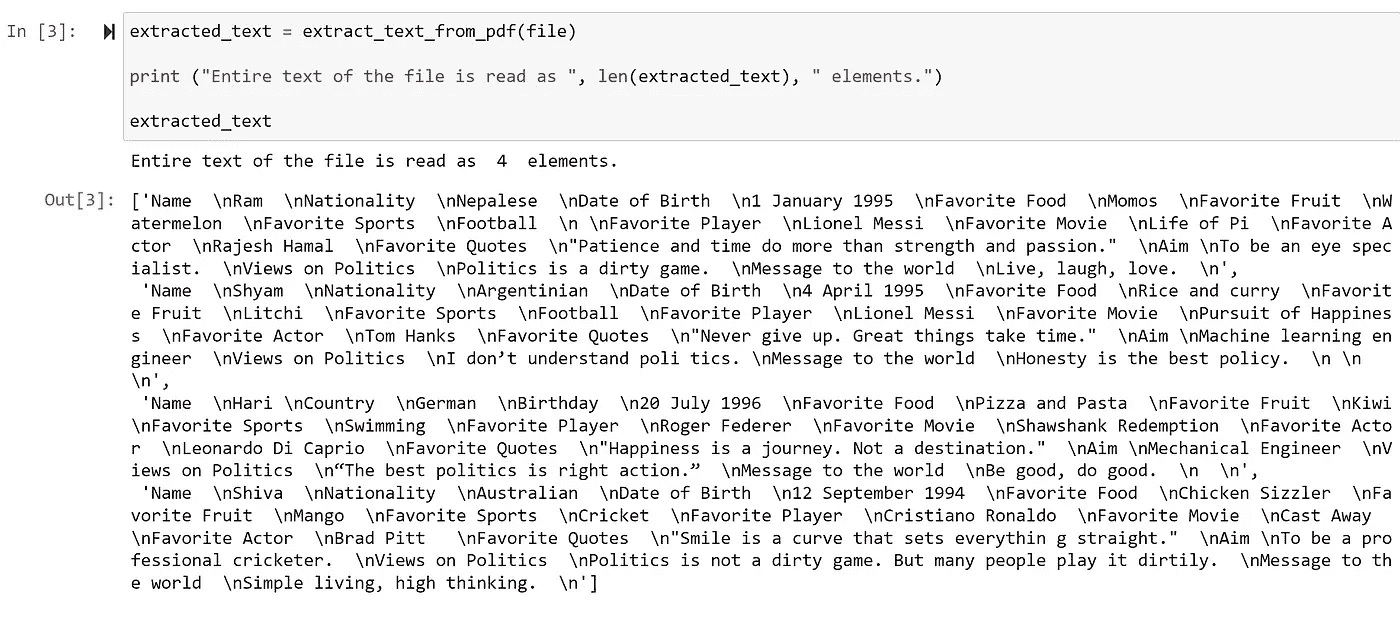 In [3]: extracted_text = extract_text_from_pdf(file)
print ("Entire text of the file is read as ", len(extracted_text), " elements.")
extracted_text
Entire text of the file is read as  4  elements.
Out[3]: ['Name  \nRam  \nNationality  \nNepalese  \nDate of Birth  \n1 January 1995  \nFavorite Food  \nMomos  \nFavorite Fruit  \nW
atermelon  \nFavorite Sports  \nFootball  \n \nFavorite Player  \nLionel Messi  \nFavorite Movie  \nLife of Pi  \nFavorite A
ctor  \nRajesh Hamal  \nFavorite Quotes  \n"Patience and time do more than strength and passion."  \nAim \nTo be an eye spec
ialist.  \nViews on Politics  \nPolitics is a dirty game.  \nMessage to the world  \nLive, laugh, love.  \n',
 'Name  \nShyam  \nNationality  \nArgentinian  \nDate of Birth  \n4 April 1995  \nFavorite Food  \nRice and curry  \nFavorit
e Fruit  \nLitchi  \nFavorite Sports  \nFootball  \nFavorite Player  \nLionel Messi  \nFavorite Movie  \nPursuit of Happines
s  \nFavorite Actor  \nTom Hanks  \nFavorite Quotes  \n"Never give up. Great things take time."  \nAim \nMachine learning en
gineer  \nViews on Politics  \nI don’t understand poli tics. \nMessage to the world  \nHonesty is the best policy.  \n \n
\n',
 'Name  \nHari \nCountry  \nGerman  \nBirthday  \n20 July 1996  \nFavorite Food  \nPizza and Pasta  \nFavorite Fruit  \nKiwi
\nFavorite Sports  \nSwimming  \nFavorite Player  \nRoger Federer  \nFavorite Movie  \nShawshank Redemption  \nFavorite Acto
r  \nLeonardo Di Caprio  \nFavorite Quotes  \n"Happiness is a journey. Not a destination."  \nAim \nMechanical Engineer  \nV
iews on Politics  \n“The best politics is right action.”  \nMessage to the world  \nBe good, do good.  \n  \n',
 'Name  \nShiva  \nNationality  \nAustralian  \nDate of Birth  \n12 September 1994  \nFavorite Food  \nChicken Sizzler  \nFa
vorite Fruit  \nMango  \nFavorite Sports  \nCricket  \nFavorite Player  \nCristiano Ronaldo  \nFavorite Movie  \nCast Away
\nFavorite Actor  \nBrad Pitt   \nFavorite Quotes  \n"Smile is a curve that sets everythin g straight."  \nAim \nTo be a pro
fessional cricketer.  \nViews on Politics  \nPolitics is not a dirty game. But many people play it dirtily.  \nMessage to th
e world  \nSimple living, high thinking.  \n']